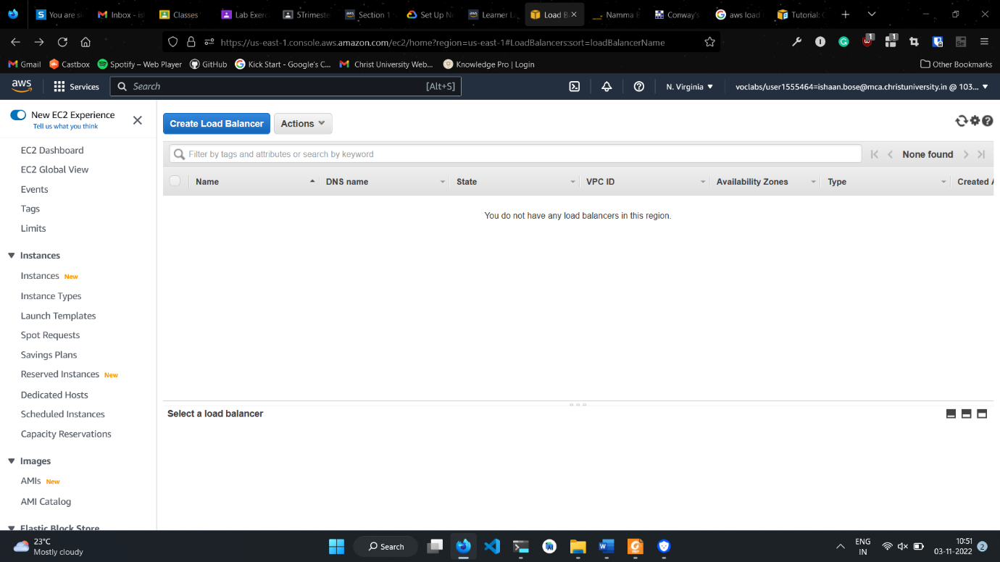 You are si
Inbox - is
Classes
Lab Exerc
5Trimeste
Section 1 -
Set Up Ne
Learner La
Load Ba
Namma B
Conway's
aws load
Tutorial: C
https://us-east-1.console.aws.amazon.com/ec2/home?region=us-east-1#LoadBalancers:sort=loadBalancerName
1
1
Gmail
Castbox
Spotify – Web Player
GitHub
Kick Start - Google's C...
Christ University Web...
Knowledge Pro | Login
Other Bookmarks
aws
Services
Search
[Alt+S]
N. Virginia
voclabs/user1555464=ishaan.bose@mca.christuniversity.in @ 103...
New EC2 Experience
Tell us what you think
EC2 Dashboard
EC2 Global View
Events
Tags
Limits
Instances
Instances New
Instance Types
Launch Templates
Spot Requests
Savings Plans
Reserved Instances New
Dedicated Hosts
Scheduled Instances
Capacity Reservations
Images
AMIs New
AMI Catalog
Elastic Block Store
Create Load Balancer
Actions
Filter by tags and attributes or search by keyword
None found
Name
DNS name
State
VPC ID
Availability Zones
Type
Created A
You do not have any load balancers in this region.
Select a load balancer
23°C
Mostly cloudy
Search
ENG
IN
10:51
03-11-2022
2